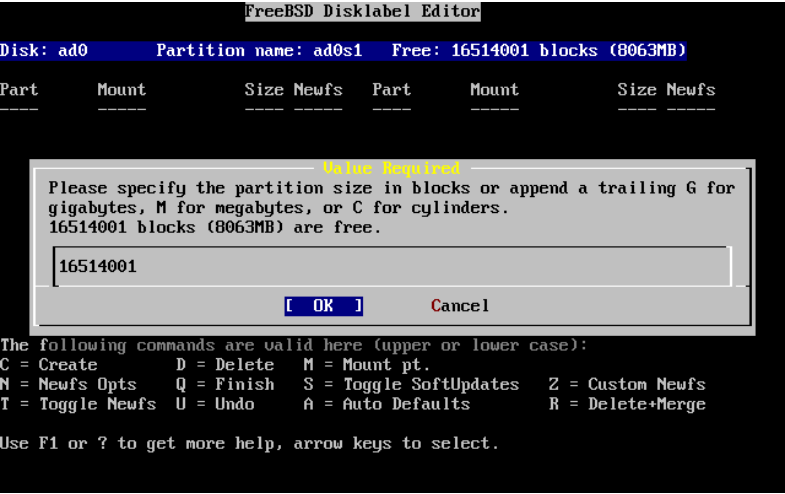 FreeBSD Disklabel Editor
Disk: ad0 Partition name: ad0s1 Free: 16514001 blocks (8063MB)
Part Mount Size Newfs Part Mount Size Newfs
---- ----- ---- ----- ---- ----- ---- -----
Value Required
Please specify the partition size in blocks or append a trailing G for
gigabytes, M for megabytes, or C for cylinders.
16514001 blocks (8063MB) are free.
16514001
[ OK ] Cancel
The following commands are valid here (upper or lower case):
C = Create D = Delete M = Mount pt.
N = Newfs Opts Q = Finish S = Toggle SoftUpdates Z = Custom Newfs
T = Toggle Newfs U = Undo A = Auto Defaults R = Delete+Merge
Use F1 or ? to get more help, arrow keys to select.